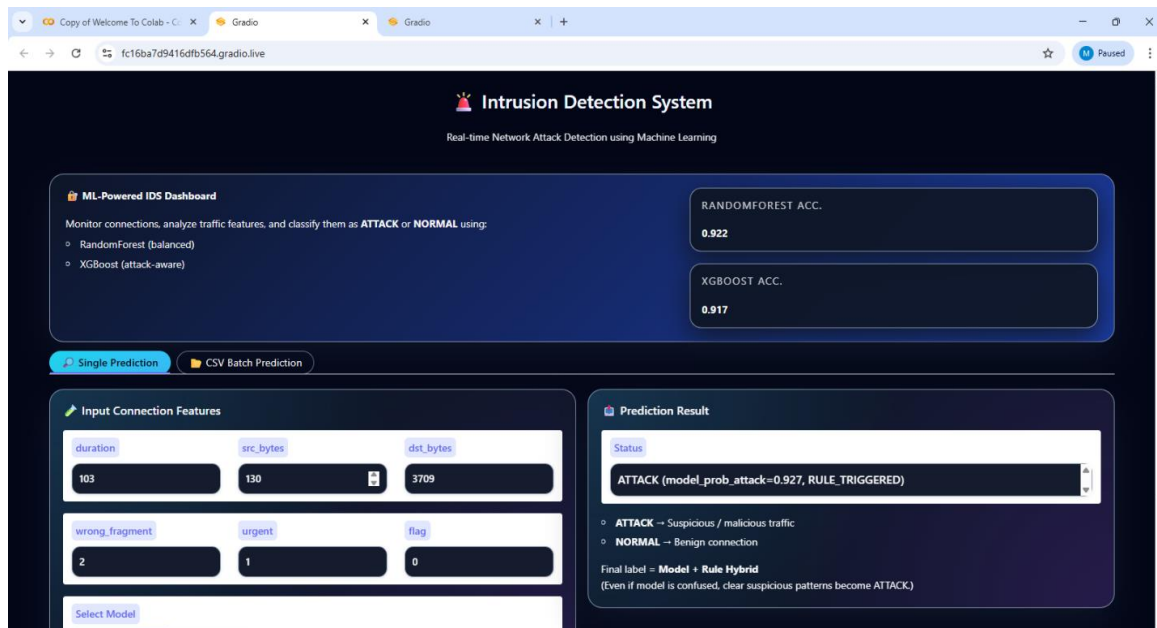 Copy of Welcome To Colab - C
Gradio
Gradio
fc16ba7d9416dfb564.gradio.live
M
Paused
Intrusion Detection System
Real-time Network Attack Detection using Machine Learning
ML-Powered IDS Dashboard
Monitor connections, analyze traffic features, and classify them as ATTACK or NORMAL using:
RandomForest (balanced)
XGBoost (attack-aware)
RANDOMFOREST ACC.
0.922
XGBOOST ACC.
0.917
Single Prediction
CSV Batch Prediction
Input Connection Features
duration
src_bytes
dst_bytes
103
130
3709
wrong_fragment
urgent
flag
2
1
0
Select Model
Prediction Result
Status
ATTACK (model_prob_attack=0.927, RULE_TRIGGERED)
ATTACK → Suspicious / malicious traffic
NORMAL → Benign connection
Final label = Model + Rule Hybrid
(Even if model is confused, clear suspicious patterns become ATTACK.)